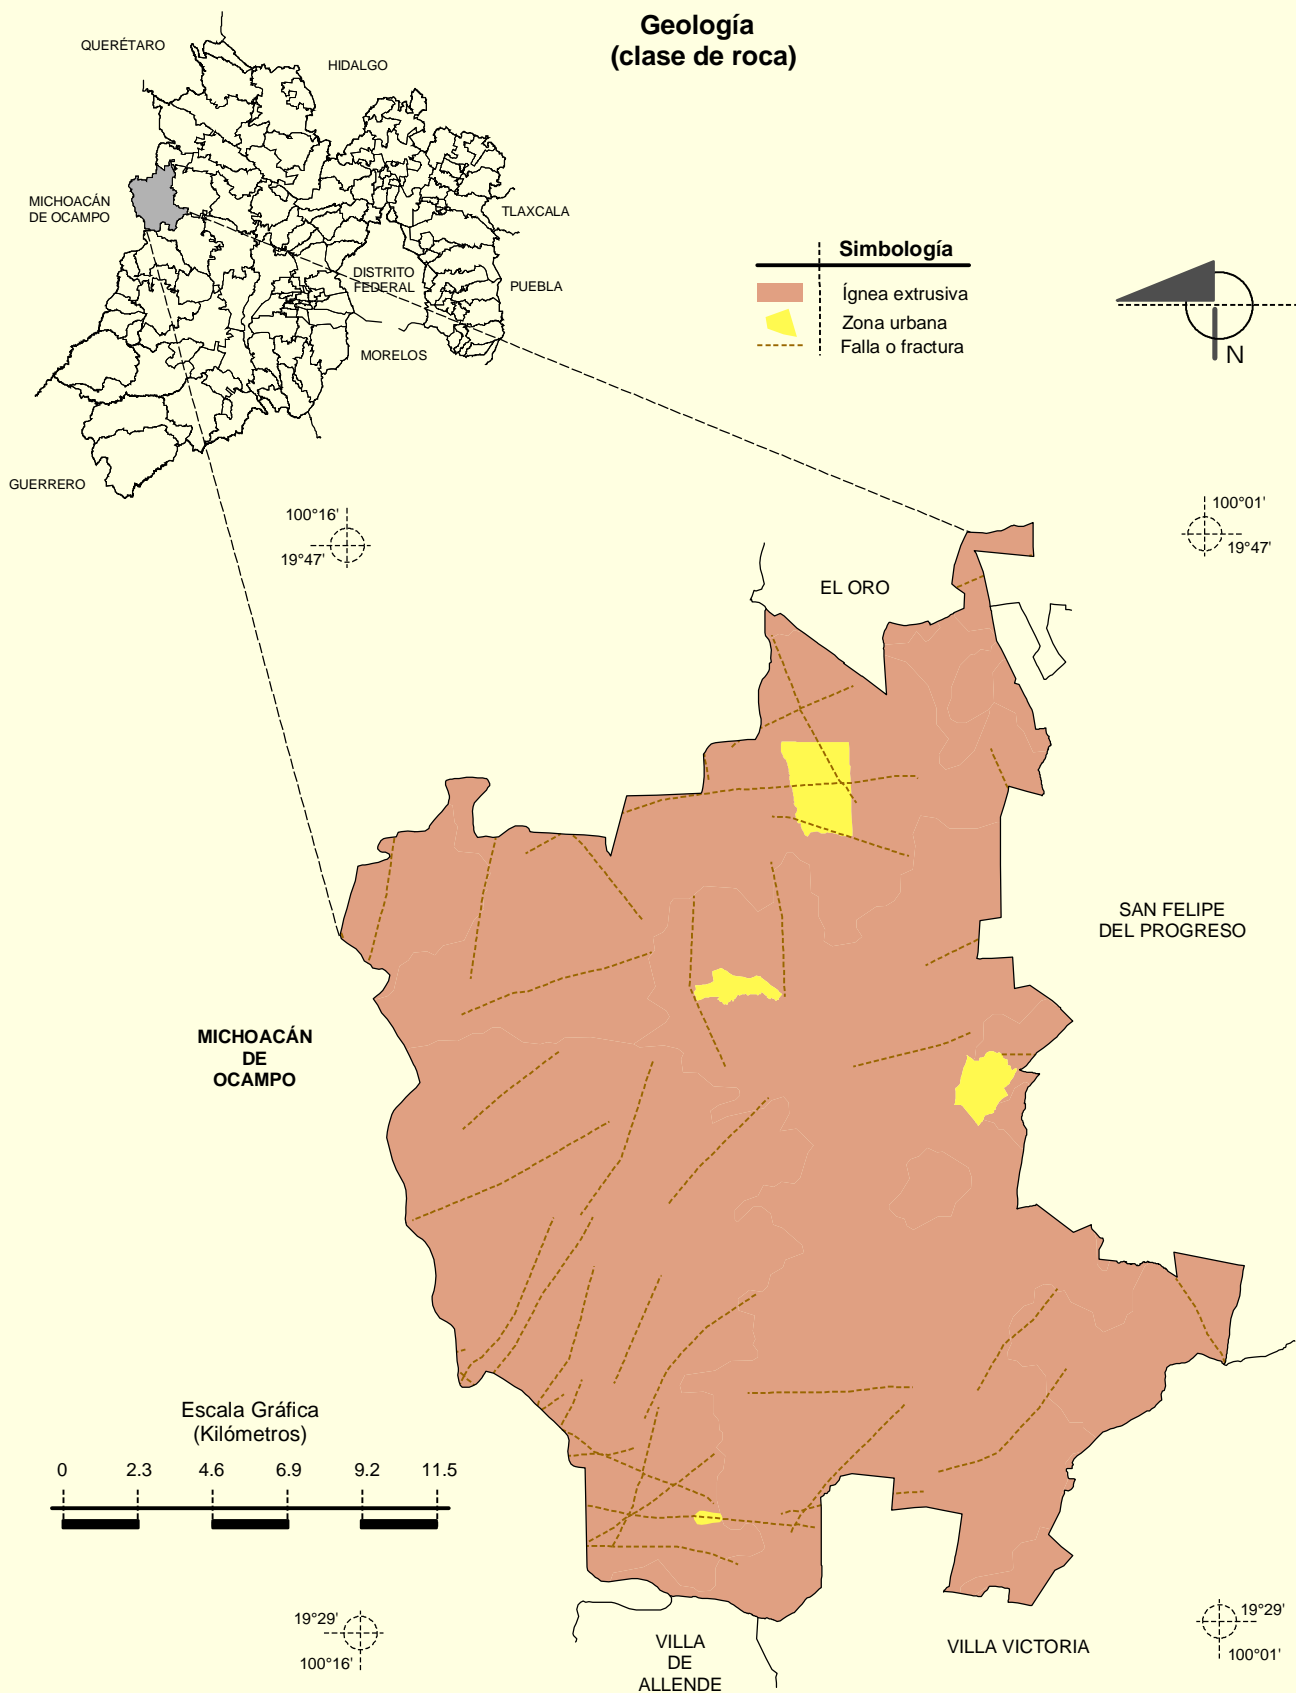 Geología
(clase de roca)
QUERÉTARO
HIDALGO
MICHOACÁN
DE OCAMPO
TLAXCALA
DISTRITO
FEDERAL
PUEBLA
MORELOS
GUERRERO
Simbología
Ígnea extrusiva
Zona urbana
Falla o fractura
N
100°16'
19°47'
100°01'
19°47'
EL ORO
SAN FELIPE
DEL PROGRESO
MICHOACÁN
DE
OCAMPO
Escala Gráfica
(Kilómetros)
0 2.3 4.6 6.9 9.2 11.5
19°29'
100°16'
VILLA
DE
ALLENDE
VILLA VICTORIA
19°29'
100°01'